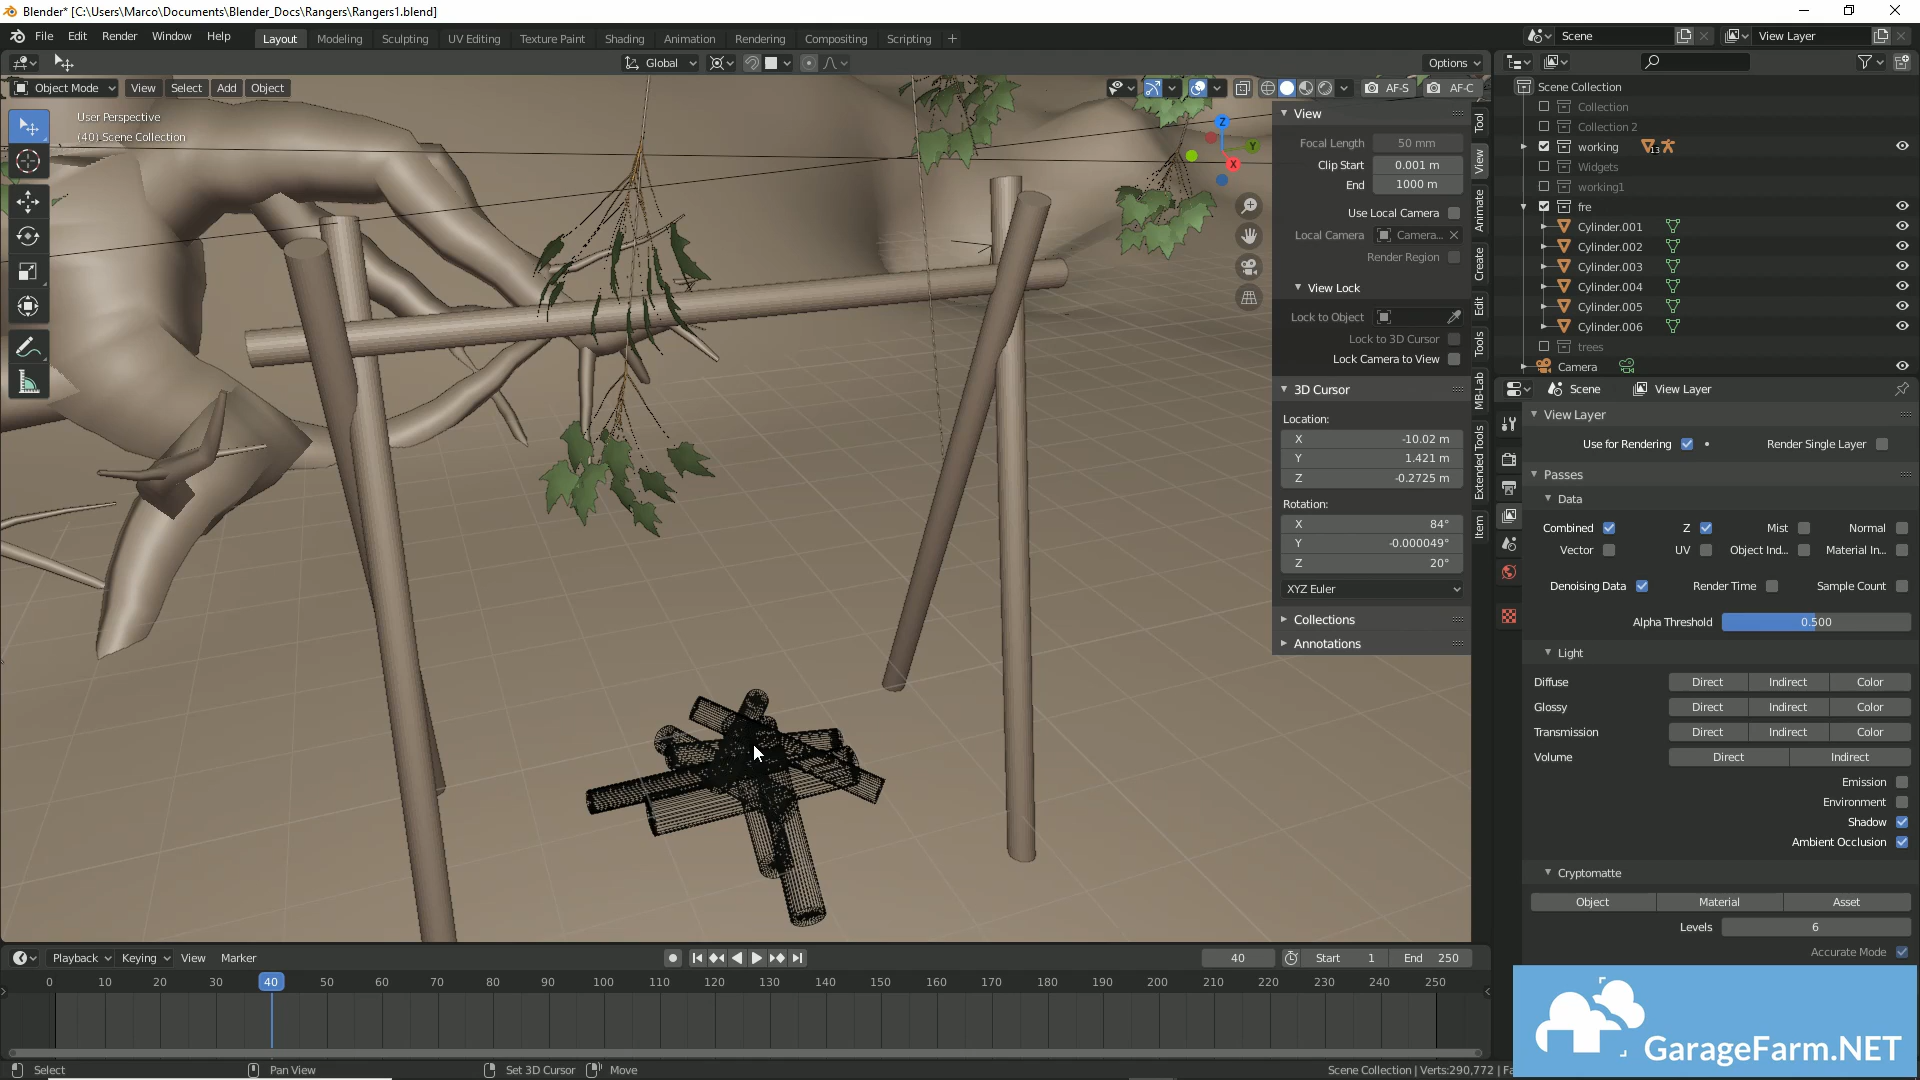 Blender* [C:\Users\Marco\Documents\Blender_Docs\Rangers\Rangers1.blend]
File Edit Render Window Help Layout Modeling Sculpting UV Editing Texture Paint Shading Animation Rendering Compositing Scripting + Scene View Layer
Global Options
Object Mode View Select Add Object AF-S AF-C
User Perspective
(40) Scene Collection
Z
Y
X
View
Focal Length 50 mm
Clip Start 0.001 m
End 1000 m
Use Local Camera
Local Camera Camera...
Render Region
View Lock
Lock to Object
Lock to 3D Cursor
Lock Camera to View
3D Cursor
Location:
X -10.02 m
Y 1.421 m
Z -0.2725 m
Rotation:
X 84°
Y -0.000049°
Z 20°
XYZ Euler
Collections
Annotations
Tool
View
Animate
Create
Edit
Tools
MB-Lab
Extended Tools
Item
Scene Collection
Collection
Collection 2
working 13
Widgets
working1
fre
Cylinder.001
Cylinder.002
Cylinder.003
Cylinder.004
Cylinder.005
Cylinder.006
trees
Camera
Scene View Layer
View Layer
Use for Rendering Render Single Layer
Passes
Data
Combined Z Mist Normal
Vector UV Object Ind... Material In...
Denoising Data Render Time Sample Count
Alpha Threshold 0.500
Light
Diffuse Direct Indirect Color
Glossy Direct Indirect Color
Transmission Direct Indirect Color
Volume Direct Indirect
Emission
Environment
Shadow
Ambient Occlusion
Cryptomatte
Object Material Asset
Levels 6
Accurate Mode
Playback Keying View Marker 40 Start 1 End 250
0 10 20 30 40 50 60 70 80 90 100 110 120 130 140 150 160 170 180 190 200 210 220 230 240 250
Select Pan View Set 3D Cursor Move Scene Collection | Verts:290,772 |
GarageFarm.NET